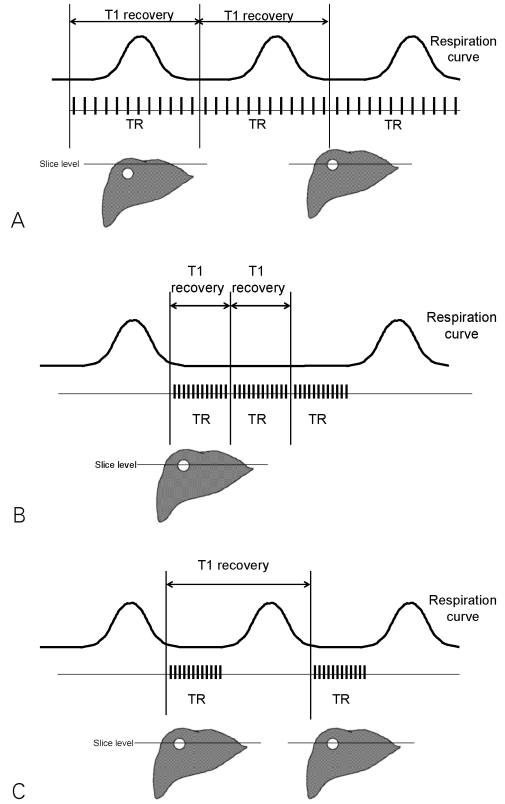 T1 recovery T1 recovery
Respiration
curve
TR TR TR
Slice level
A
T1 T1
recovery recovery
Respiration
curve
TR TR TR
Slice level
B
T1 recovery
Respiration
curve
TR TR
Slice level
C